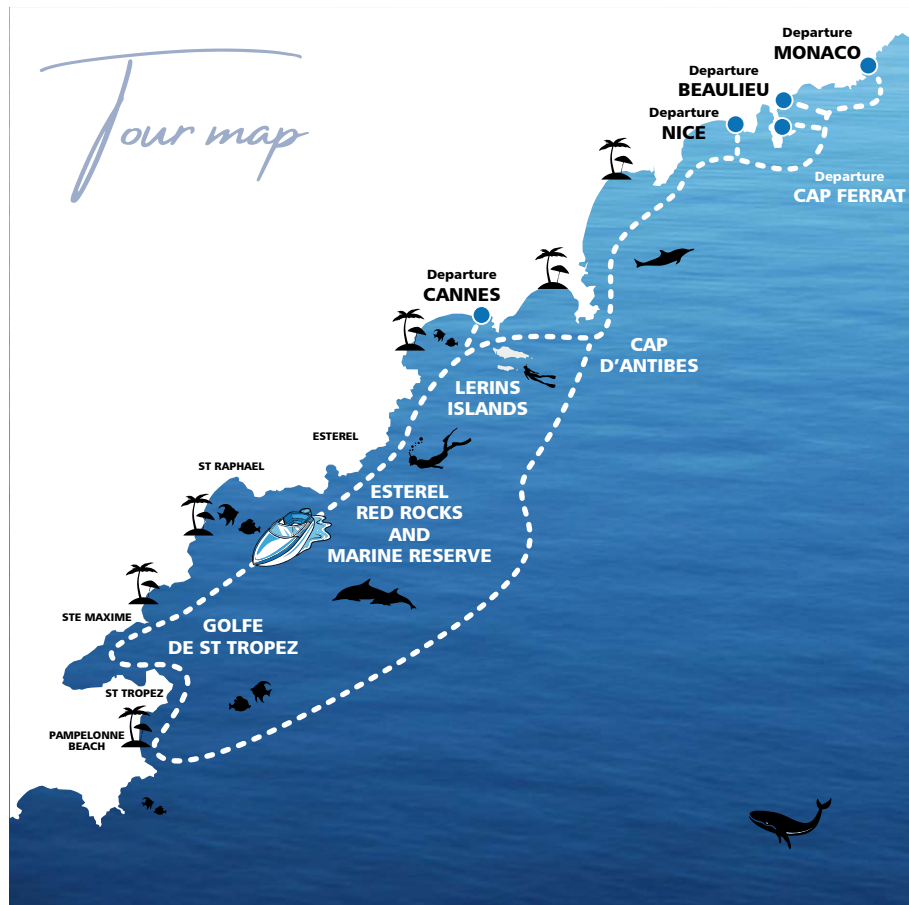 Tour map
Departure
MONACO
Departure
BEAULIEU
Departure
NICE
Departure
CAP FERRAT
Departure
CANNES
CAP
D'ANTIBES
LERINS
ISLANDS
ESTEREL
ST RAPHAEL
ESTEREL
RED ROCKS
AND
MARINE RESERVE
STE MAXIME
GOLFE
DE ST TROPEZ
ST TROPEZ
PAMPELONNE
BEACH